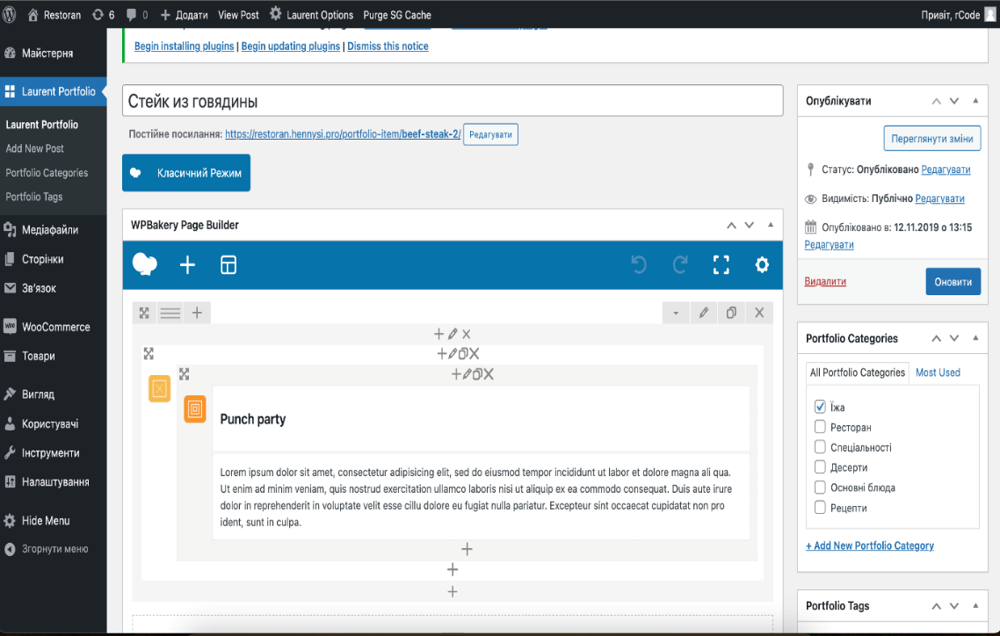 Restoran 6 0 Додати View Post Laurent Options Purge SG Cache Привіт, rCode
Begin installing plugins | Begin updating plugins | Dismiss this notice
Майстерня
Laurent Portfolio
Laurent Portfolio
Add New Post
Portfolio Categories
Portfolio Tags
Медіафайли
Сторінки
Зв'язок
WooCommerce
Товари
Вигляд
Користувачі
Інструменти
Налаштування
Hide Menu
Згорнути меню
Стейк из говядины
Постійне посилання: https://restoran.hennysi.pro/portfolio-item/beef-steak-2/ Редагувати
Класичний Режим
WPBakery Page Builder
Punch party
Lorem ipsum dolor sit amet, consectetur adipisicing elit, sed do eiusmod tempor incididunt ut labor et dolore magna ali qua.
Ut enim ad minim veniam, quis nostrud exercitation ullamco laboris nisi ut aliquip ex ea commodo consequat. Duis aute irure
dolor in reprehenderit in voluptate velit esse cillu dolore eu fugiat nulla pariatur. Excepteur sint occaecat cupidatat non pro
ident, sunt in culpa.
Опублікувати
Переглянути зміни
Статус: Опубліковано Редагувати
Видимість: Публічно Редагувати
Опубліковано в: 12.11.2019 о 13:15
Редагувати
Видалити Оновити
Portfolio Categories
All Portfolio Categories Most Used
Їжа
Ресторан
Спеціальності
Десерти
Основні блюда
Рецепти
+ Add New Portfolio Category
Portfolio Tags